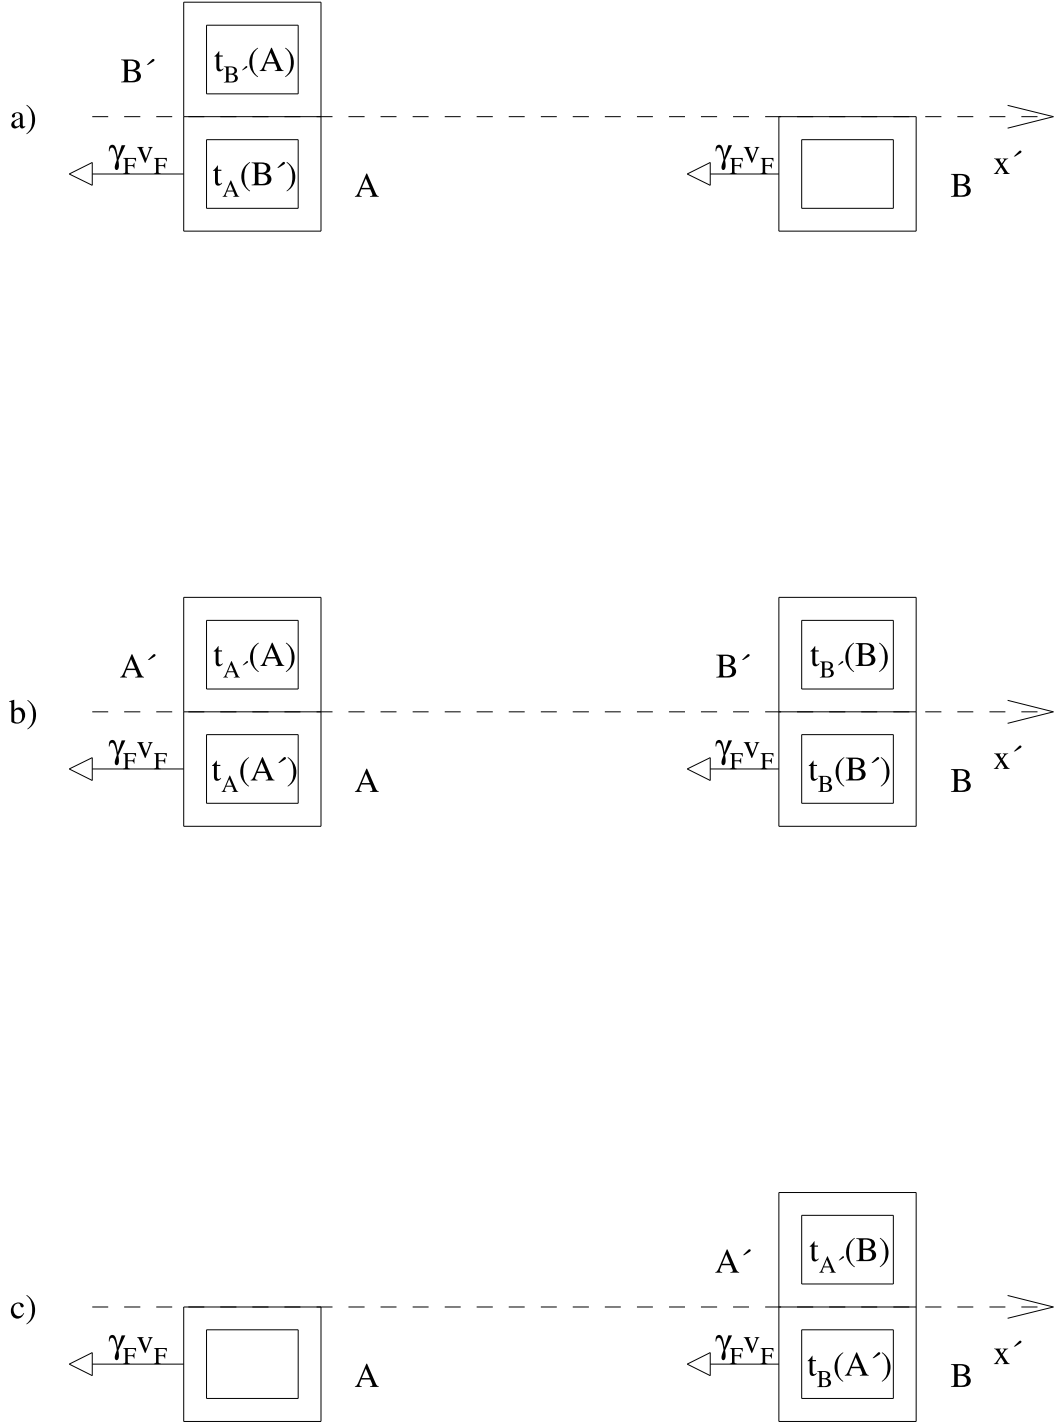 B´ t_B´(A)
a)
γ_F v_F t_A(B´) A γ_F v_F B x´
A´ t_A´(A) B´ t_B´(B)
b)
γ_F v_F t_A(A´) A γ_F v_F t_B(B´) B x´
A´ t_A´(B)
c)
γ_F v_F A γ_F v_F t_B(A´) B x´